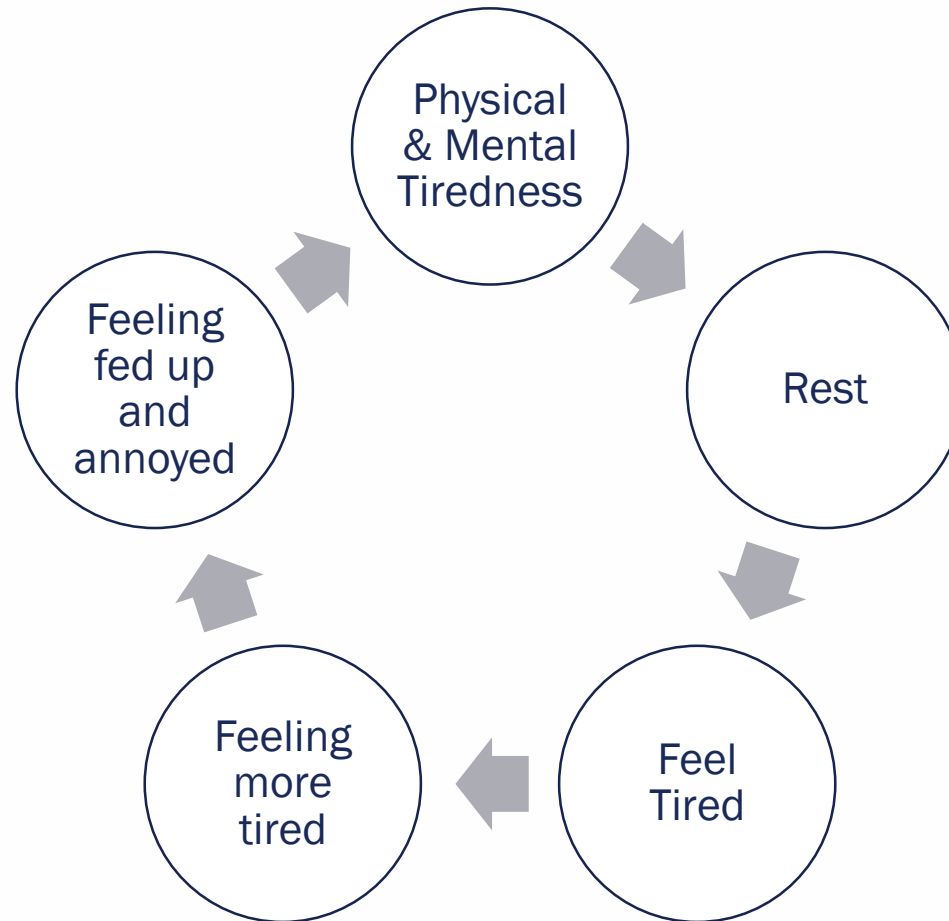 Physical
& Mental
Tiredness
Rest
Feel
Tired
Feeling
more
tired
Feeling
fed up
and
annoyed